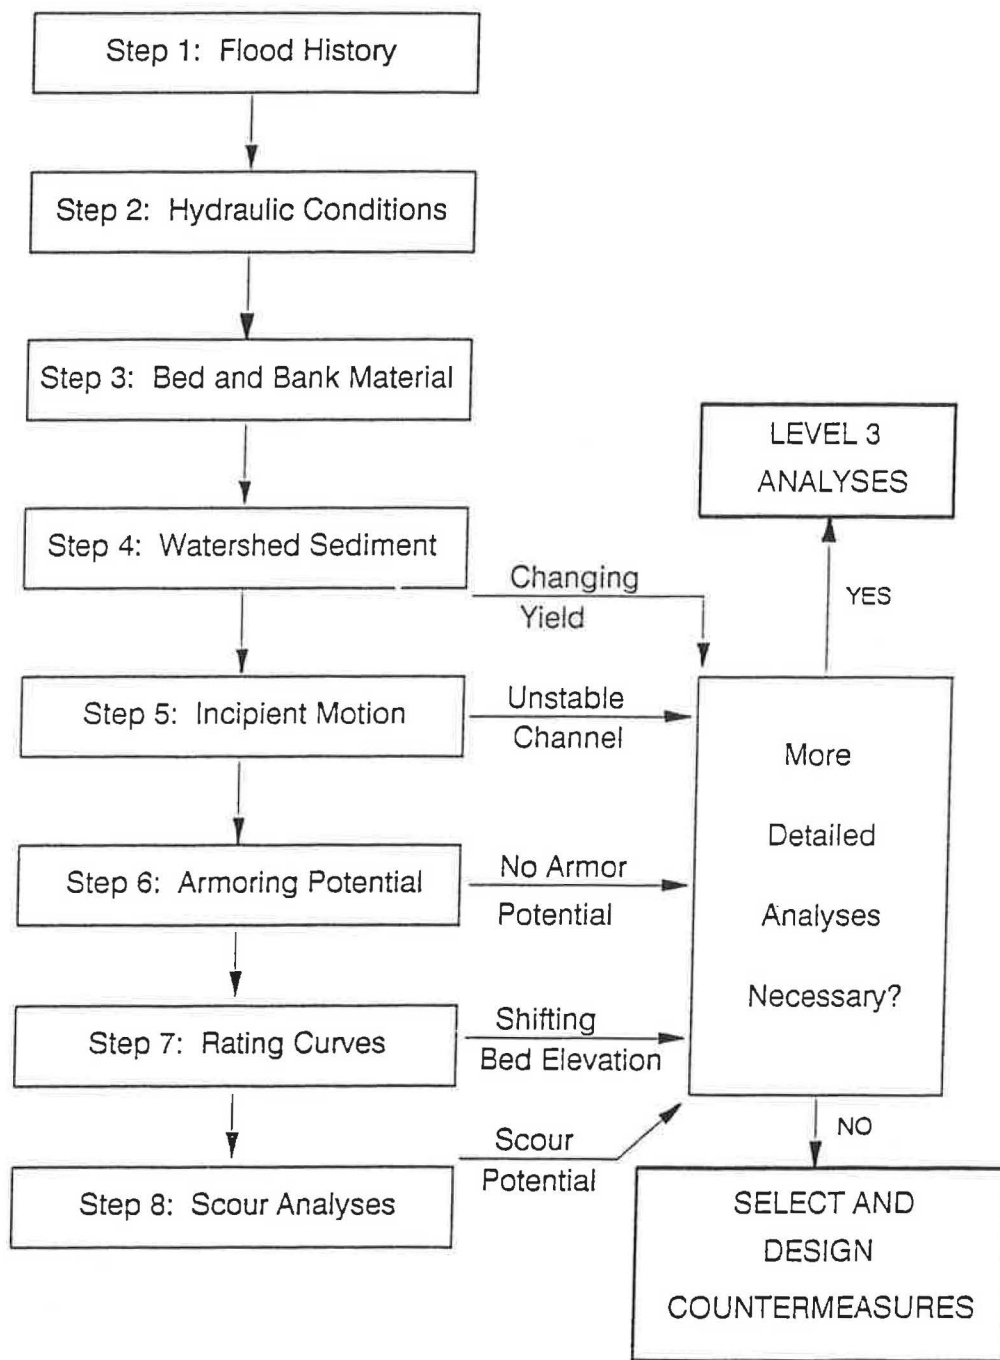 Step 1: Flood History
Step 2: Hydraulic Conditions
Step 3: Bed and Bank Material
Step 4: Watershed Sediment
Changing
Yield
Step 5: Incipient Motion
Unstable
Channel
Step 6: Armoring Potential
No Armor
Potential
Step 7: Rating Curves
Shifting
Bed Elevation
Step 8: Scour Analyses
Scour
Potential
LEVEL 3
ANALYSES
YES
More
Detailed
Analyses
Necessary?
NO
SELECT AND
DESIGN
COUNTERMEASURES